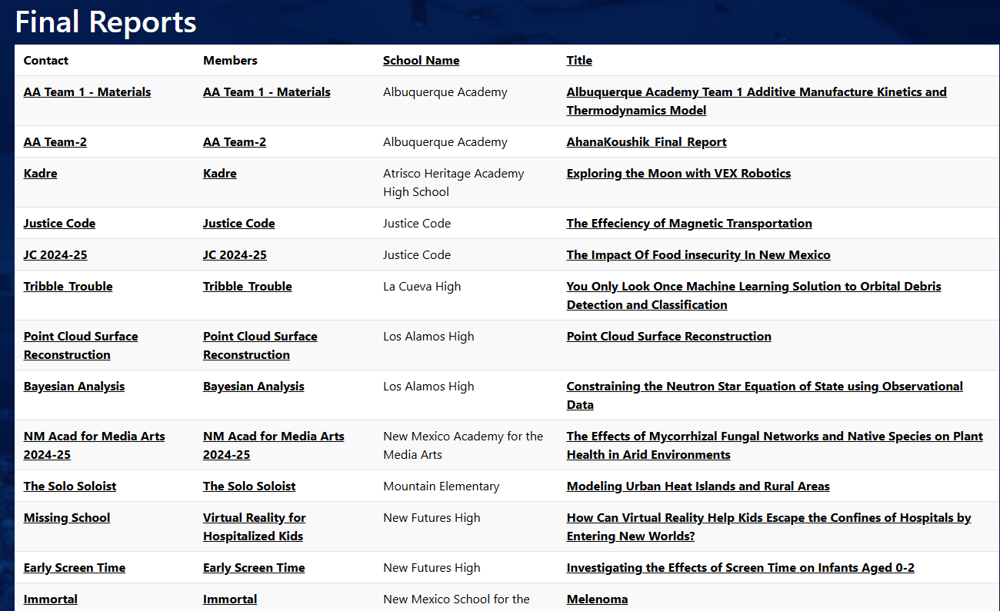 Final Reports
Contact Members School Name Title
AA Team 1 - Materials AA Team 1 - Materials Albuquerque Academy Albuquerque Academy Team 1 Additive Manufacture Kinetics and
Thermodynamics Model
AA Team-2 AA Team-2 Albuquerque Academy AhanaKoushik_Final_Report
Kadre Kadre Atrisco Heritage Academy Exploring the Moon with VEX Robotics
High School
Justice Code Justice Code Justice Code The Effeciency of Magnetic Transportation
JC 2024-25 JC 2024-25 Justice Code The Impact Of Food insecurity In New Mexico
Tribble_Trouble Tribble_Trouble La Cueva High You Only Look Once Machine Learning Solution to Orbital Debris
Detection and Classification
Point Cloud Surface Point Cloud Surface Los Alamos High Point Cloud Surface Reconstruction
Reconstruction Reconstruction
Bayesian Analysis Bayesian Analysis Los Alamos High Constraining the Neutron Star Equation of State using Observational
Data
NM Acad for Media Arts NM Acad for Media Arts New Mexico Academy for the The Effects of Mycorrhizal Fungal Networks and Native Species on Plant
2024-25 2024-25 Media Arts Health in Arid Environments
The Solo Soloist The Solo Soloist Mountain Elementary Modeling Urban Heat Islands and Rural Areas
Missing School Virtual Reality for New Futures High How Can Virtual Reality Help Kids Escape the Confines of Hospitals by
Hospitalized Kids Entering New Worlds?
Early Screen Time Early Screen Time New Futures High Investigating the Effects of Screen Time on Infants Aged 0-2
Immortal Immortal New Mexico School for the Melenoma